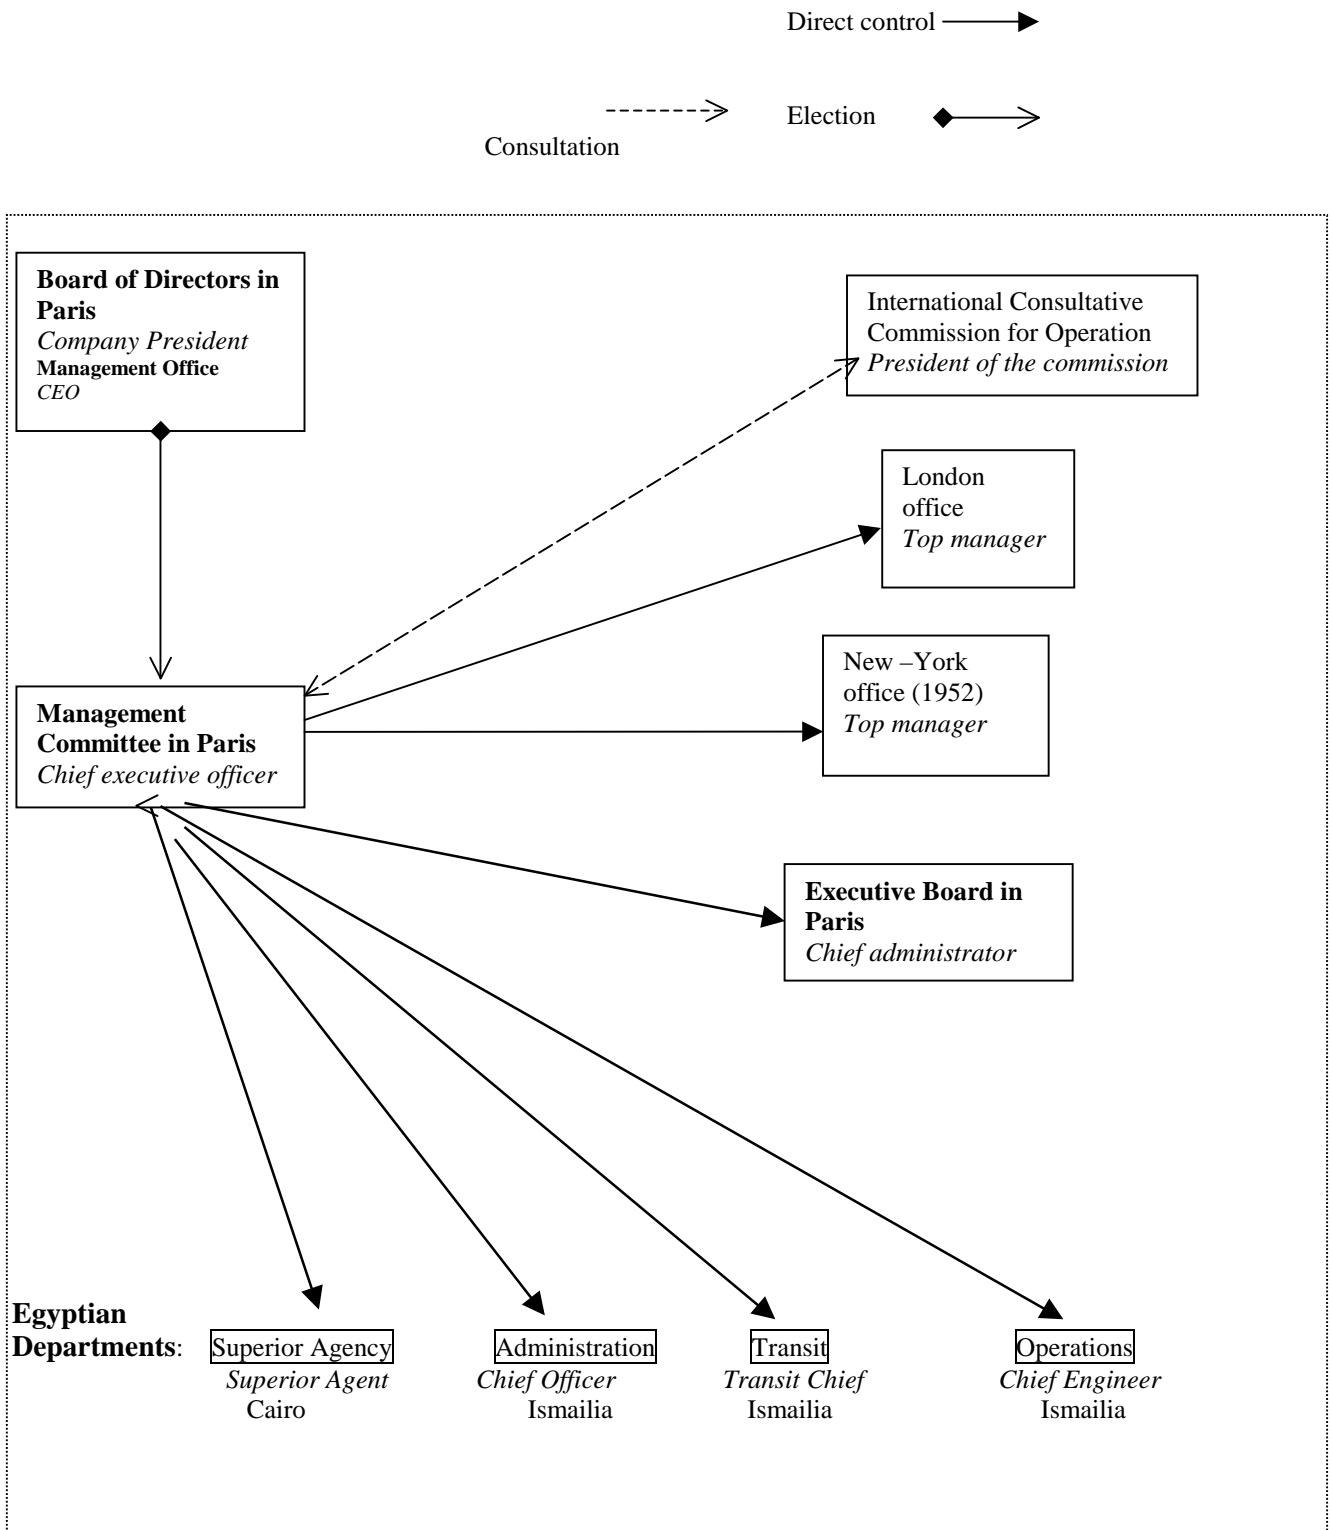 Direct control
Election
Consultation
Board of Directors in
Paris
Company President
Management Office
CEO
International Consultative
Commission for Operation
President of the commission
London
office
Top manager
New –York
office (1952)
Top manager
Management
Committee in Paris
Chief executive officer
Executive Board in
Paris
Chief administrator
Egyptian
Departments:
Superior Agency
Superior Agent
Cairo
Administration
Chief Officer
Ismailia
Transit
Transit Chief
Ismailia
Operations
Chief Engineer
Ismailia